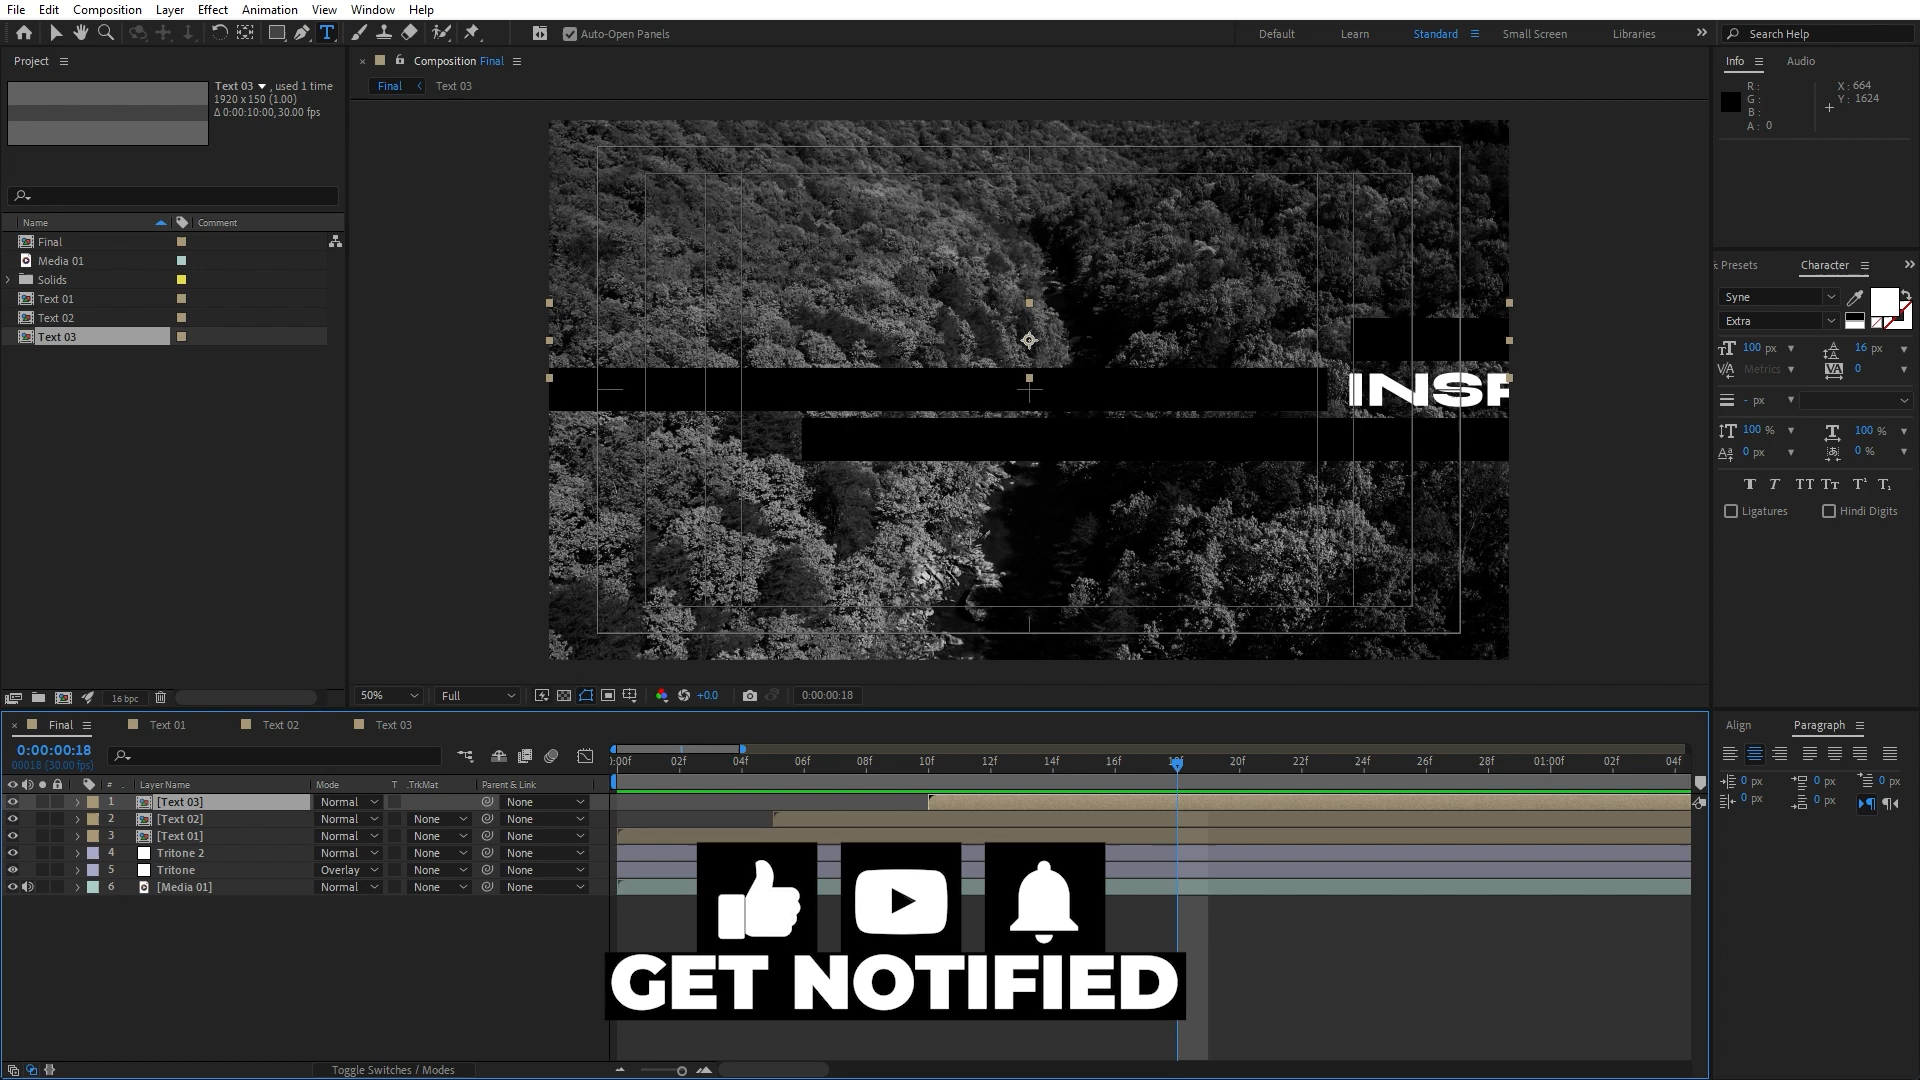 File Edit Composition Layer Effect Animation View Window Help
Auto-Open Panels
Default Learn Standard Small Screen Libraries
Search Help
Project
Text 03 , used 1 time
1920 x 150 (1.00)
Δ 0:00:10:00, 30.00 fps
Name Comment
Final
Media 01
Solids
Text 01
Text 02
Text 03
16 bpc
Composition Final
Final Text 03
INSP
50% Full +0.0 0:00:00:18
Info Audio
R : X : 664
G : Y : 1624
B :
A : 0
Presets Character
Syne
Extra
100 px 16 px
Metrics 0
- px
100 % 100 %
0 px 0 %
Ligatures Hindi Digits
Align Paragraph
0 px 0 px 0 px
0 px 0 px
Final Text 01 Text 02 Text 03
0:00:00:18
00018 (30.00 fps)
# Layer Name Mode T .TrkMat Parent & Link
1 [Text 03] Normal None
2 [Text 02] Normal None None
3 [Text 01] Normal None None
4 Tritone 2 Normal None None
5 Tritone Overlay None None
6 [Media 01] Normal None None
:00f 02f 04f 06f 08f 10f 12f 14f 16f 20f 22f 24f 26f 28f 01:00f 02f 04f
GET NOTIFIED
Toggle Switches / Modes